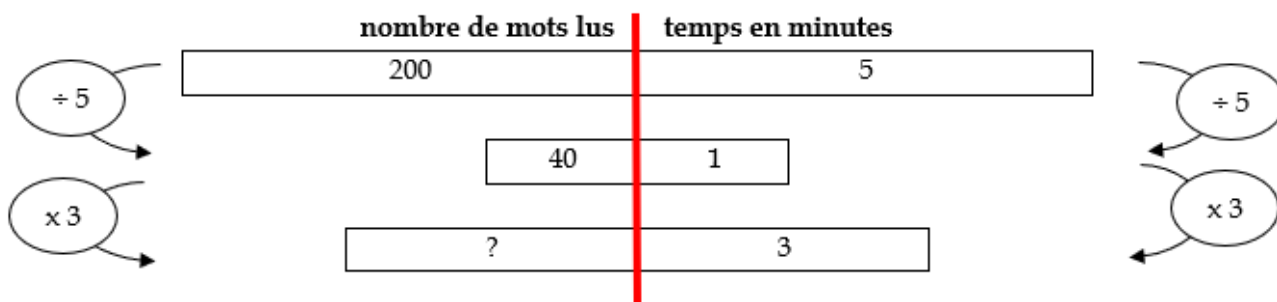 nombre de mots lus temps en minutes
200 5
÷ 5 ÷ 5
40 1
x 3 x 3
? 3